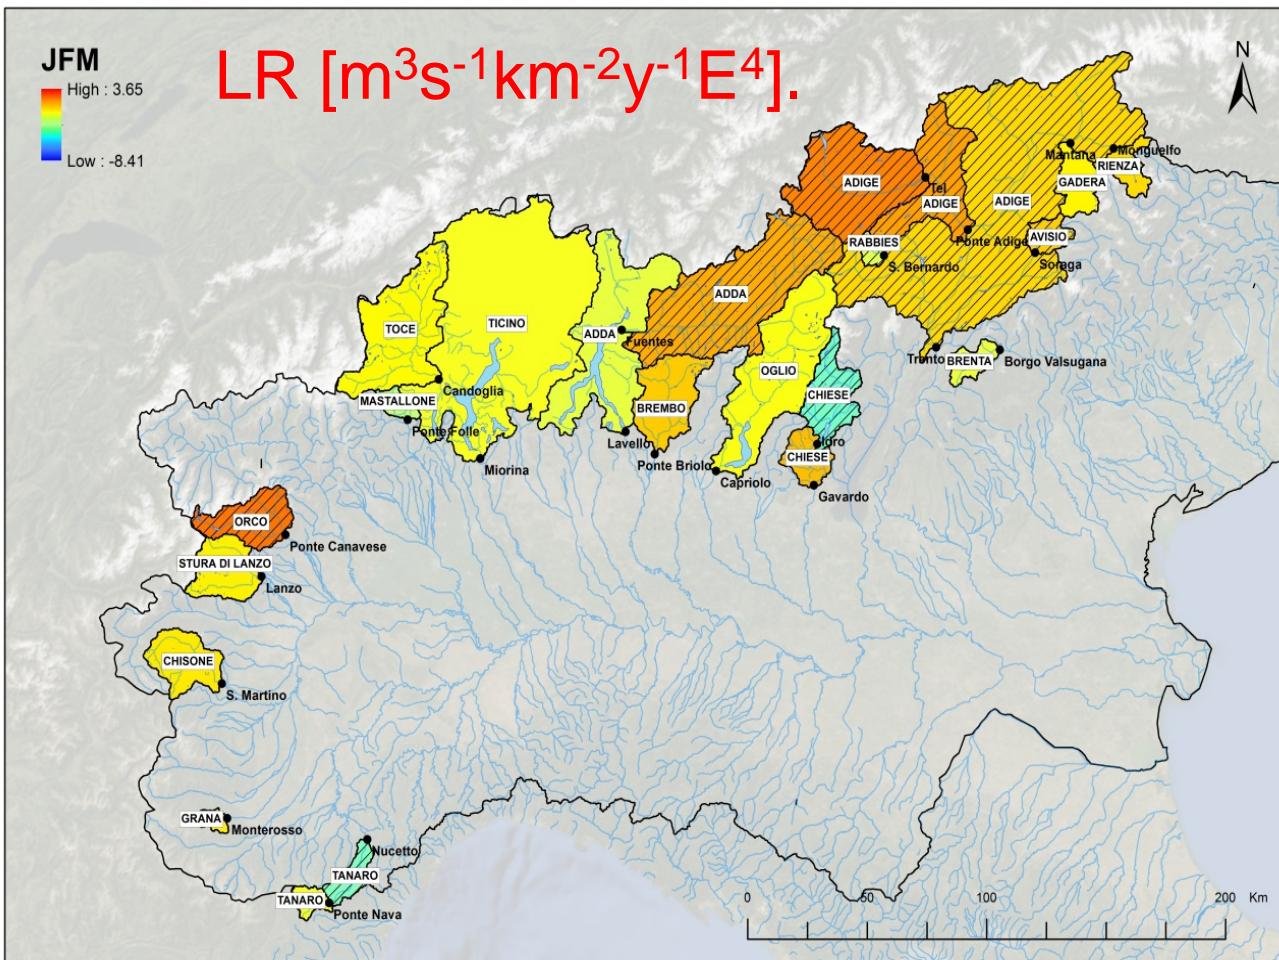 LR [m³s⁻¹km⁻²y⁻¹E⁴].
JFM
High : 3.65
Low : -8.41
N
Mantana
Monguelfo
RIENZA
GADERA
ADIGE
Tel
ADIGE
ADIGE
AVISIO
RABBIES
Ponte Adige
Soraga
S. Bernardo
ADDA
TOCE
TICINO
ADDA
Fuentes
Trento
BRENTA
Borgo Valsugana
OGLIO
Candoglia
CHIESE
MASTALLONE
BREMBO
Ponte Folle
Lavello
Idro
CHIESE
Miorina
Ponte Briolo
Capriolo
Gavardo
ORCO
Ponte Canavese
STURA DI LANZO
Lanzo
CHISONE
S. Martino
GRANA
Monterosso
Nucetto
TANARO
TANARO
Ponte Nava
0 50 100 200 Km